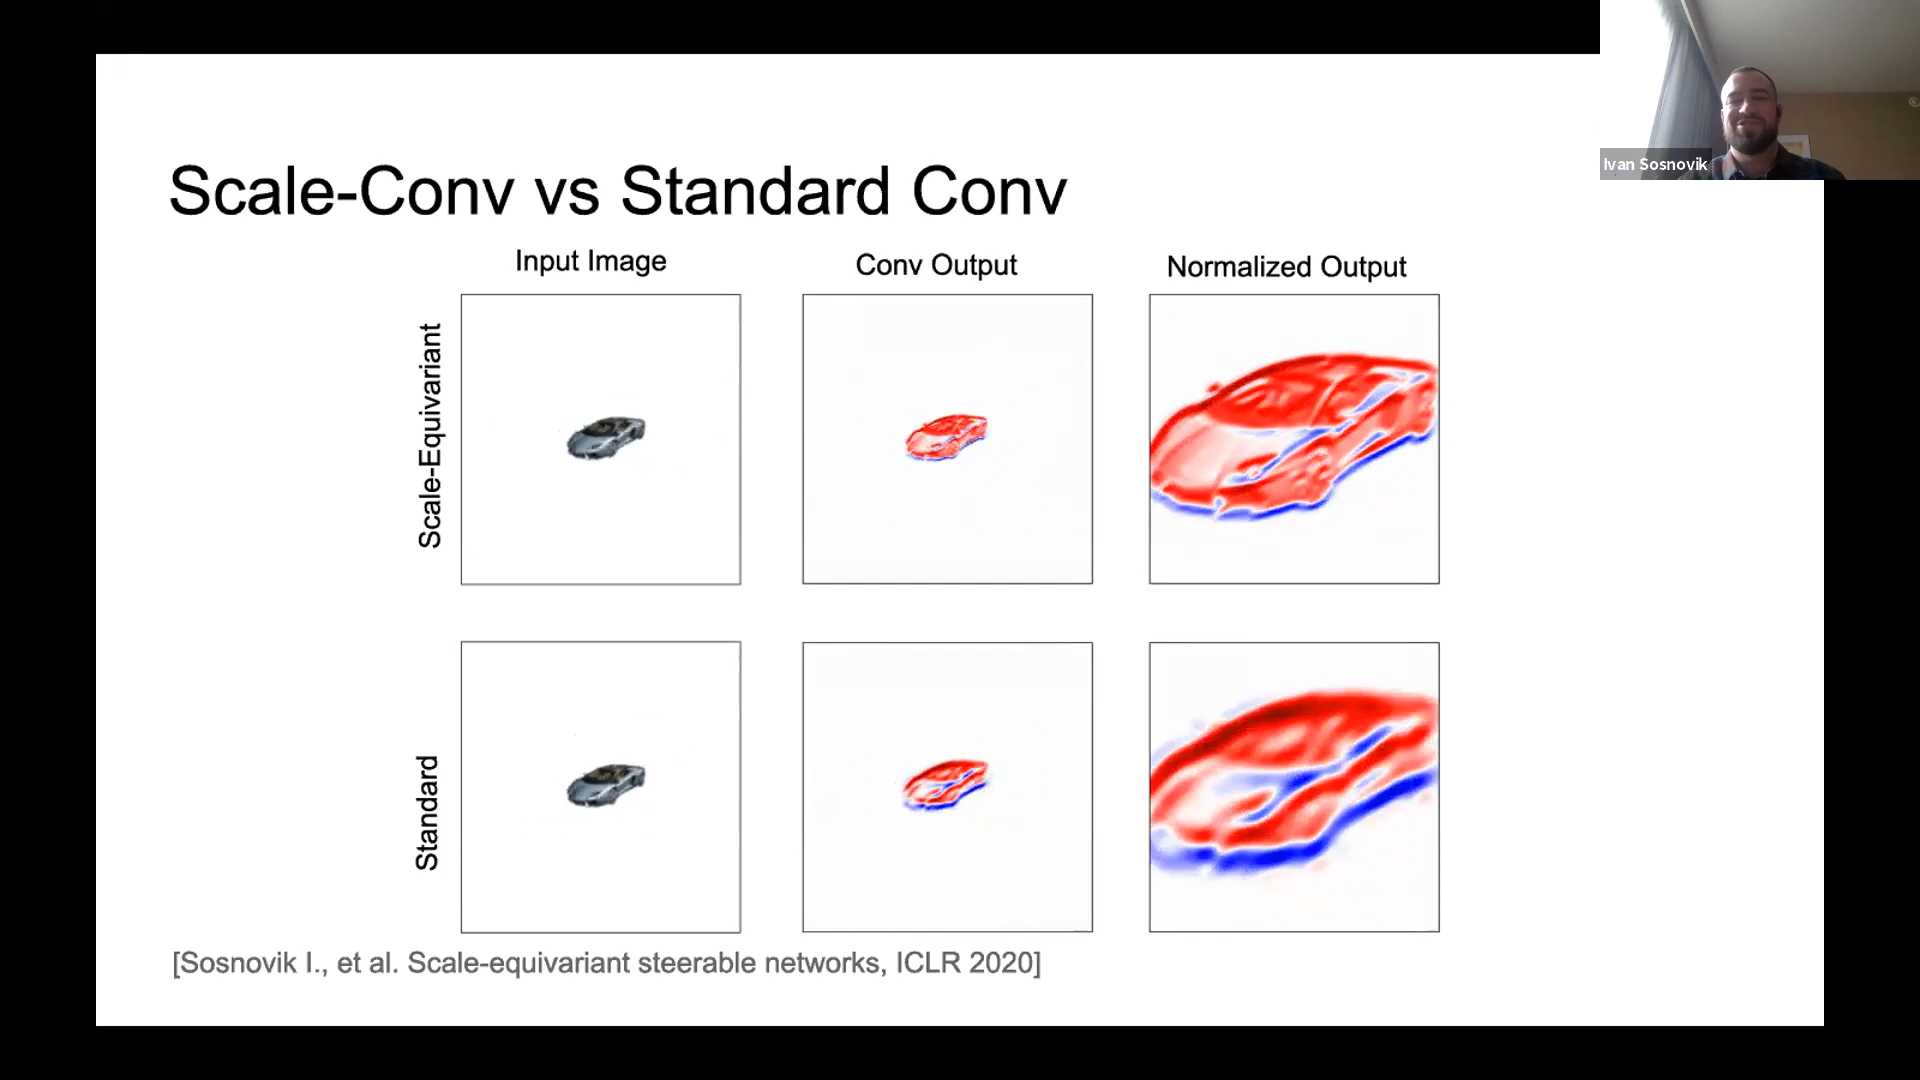 Ivan Sosnovik
Scale-Conv vs Standard Conv
Input Image
Conv Output
Normalized Output
Scale-Equivariant
Standard
[Sosnovik I., et al. Scale-equivariant steerable networks, ICLR 2020]